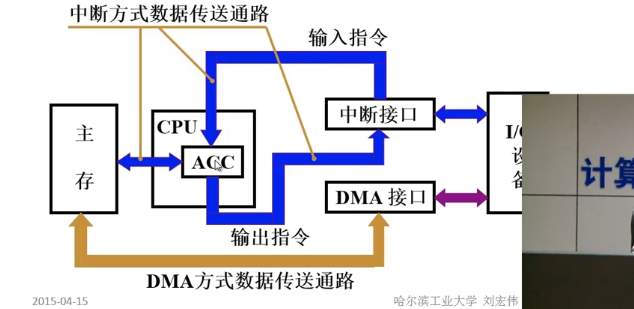 中断方式数据传送通路
输入指令
主存
CPU
ACC
中断接口
I/O
设备
DMA 接口
输出指令
DMA方式数据传送通路
2015-04-15
哈尔滨工业大学 刘宏伟
计算